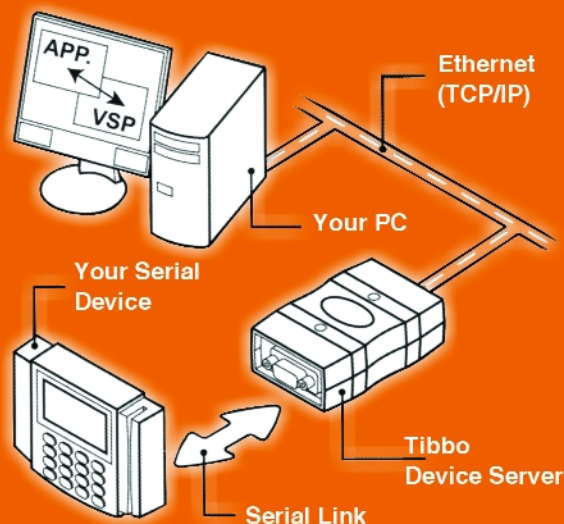 APP.
VSP
Ethernet
(TCP/IP)
Your PC
Your Serial
Device
Tibbo
Device Server
Serial Link